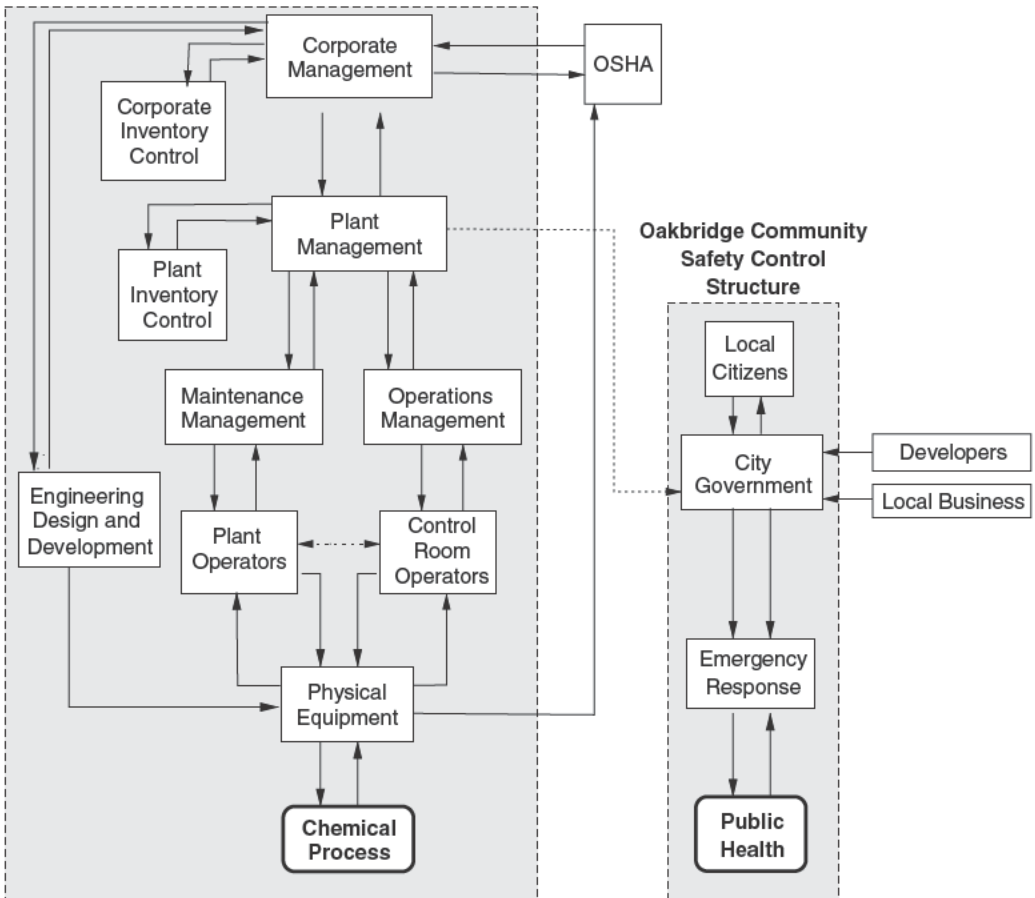 Corporate
Management
OSHA
Corporate
Inventory
Control
Plant
Management
Plant
Inventory
Control
Oakbridge Community
Safety Control
Structure
Local
Citizens
Maintenance
Management
Operations
Management
City
Government
Developers
Local Business
Engineering
Design and
Development
Plant
Operators
Control
Room
Operators
Emergency
Response
Physical
Equipment
Chemical
Process
Public
Health